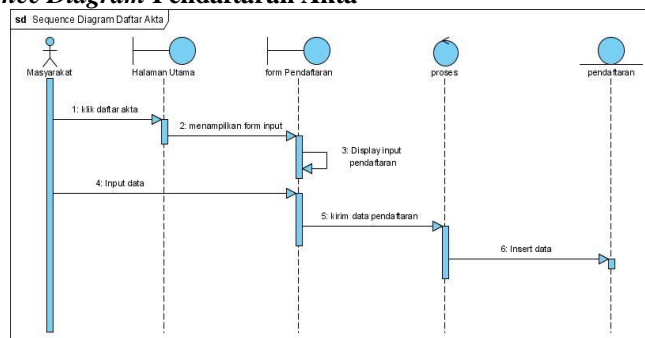 nce Diagram Pendaftaran Akta
sd Sequence Diagram Daftar Akta
Masyarakat
Halaman Utama
form Pendaftaran
proses
pendaftaran
1: klik daftar akta
2: menampilkan form input
3: Display input
pendaftaran
4: Input data
5: kirim data pendaftaran
6: Insert data